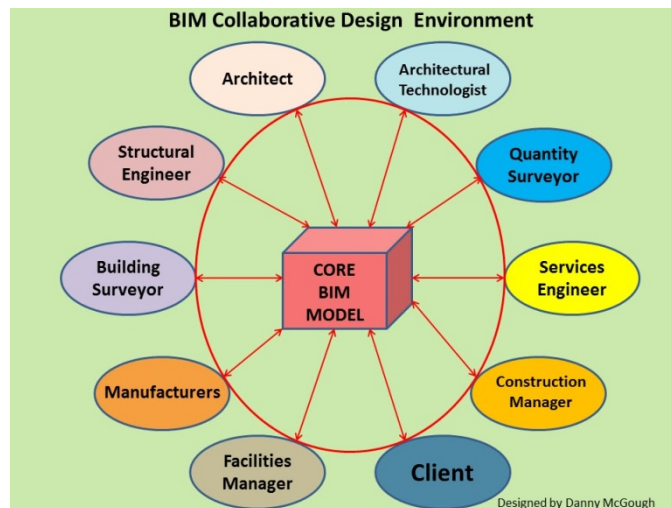 BIM Collaborative Design Environment
Architect
Architectural
Technologist
Structural
Engineer
Quantity
Surveyor
Building
Surveyor
CORE
BIM
MODEL
Services
Engineer
Manufacturers
Construction
Manager
Facilities
Manager
Client
Designed by Danny McGough